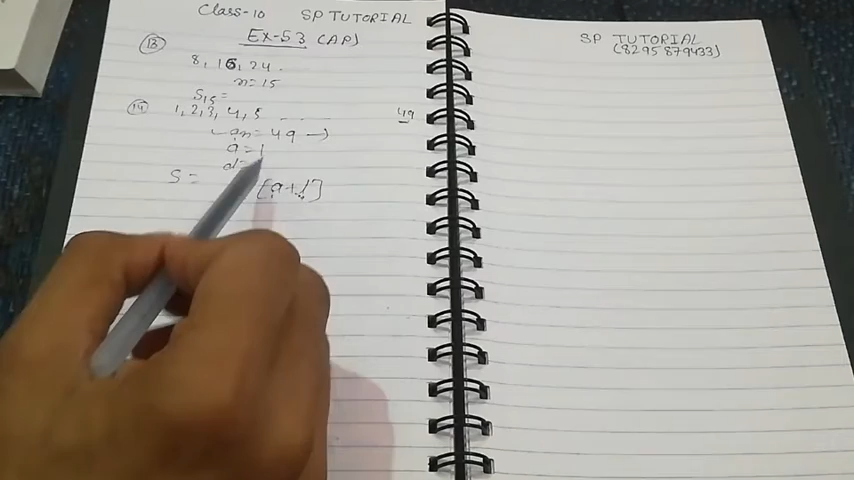 Class-10 SP TUTORIAL
Ex-5.3 (AP)
(13) 8, 16, 24.
n=15
S15 =
(14) 1, 2, 3, 4, 5 - - - - - - 49
an = 49 →
a = 1
d =
S = [a+l]
SP TUTORIAL
(8295879433)